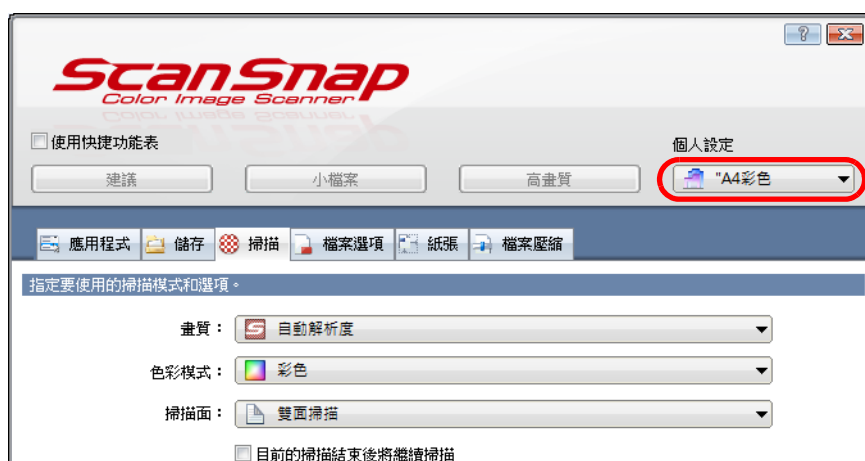 ScanSnap
Color Image Scanner
使用快捷功能表
個人設定
建議 小檔案 高畫質 "A4彩色
應用程式 儲存 掃描 檔案選項 紙張 檔案壓縮
指定要使用的掃描模式和選項。
畫質： 自動解析度
色彩模式： 彩色
掃描面： 雙面掃描
目前的掃描結束後將繼續掃描